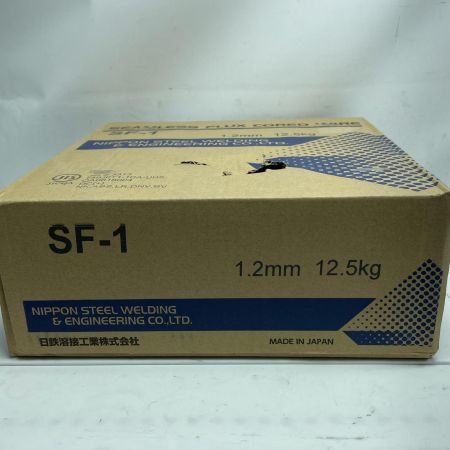 SEAMLESS FLUX CORED WIRE
SF-1
1.2mm 12.5kg
NIPPON STEEL WELDING
& ENGINEERING CO.,LTD.
SF-1
1.2mm 12.5kg
NIPPON STEEL WELDING
& ENGINEERING CO.,LTD.
日鉄溶接工業株式会社
MADE IN JAPAN